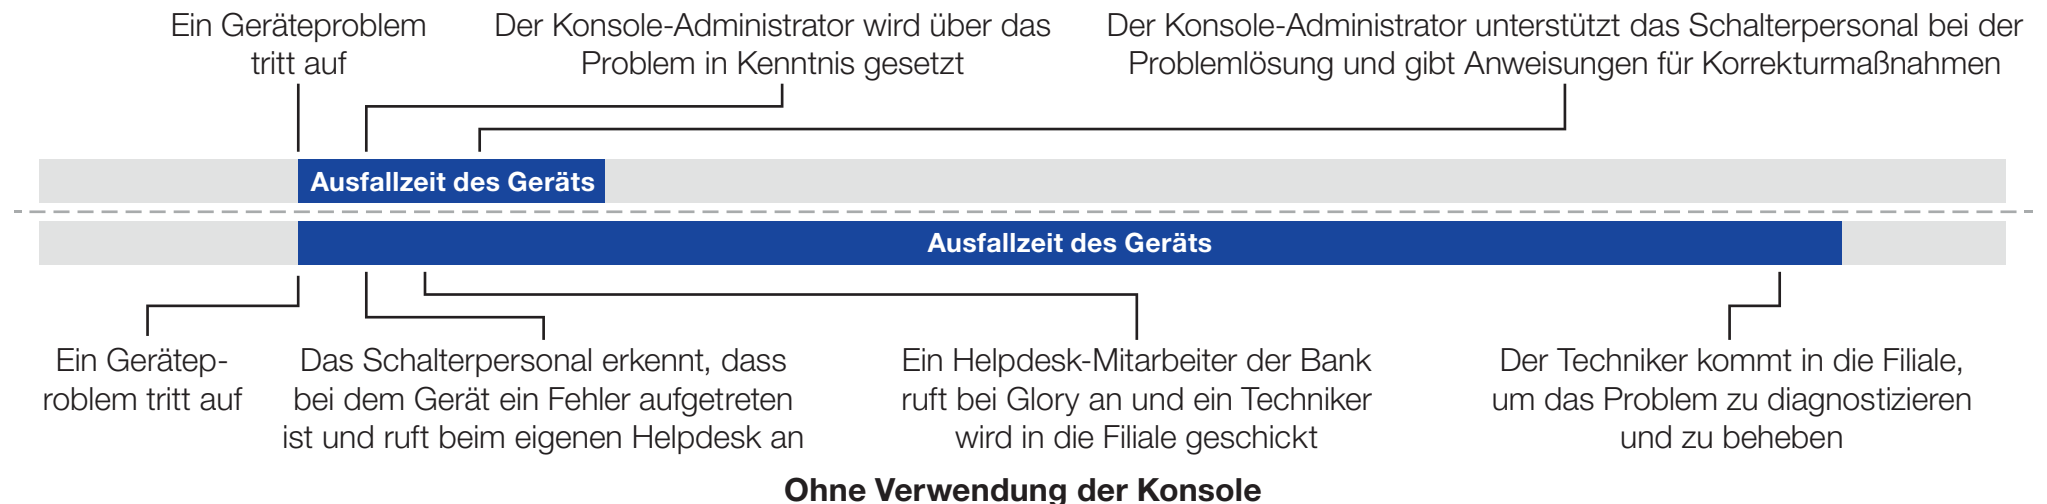 Ein Geräteproblem
tritt auf
Der Konsole-Administrator wird über das
Problem in Kenntnis gesetzt
Der Konsole-Administrator unterstützt das Schalterpersonal bei der
Problemlösung und gibt Anweisungen für Korrekturmaßnahmen
Ausfallzeit des Geräts
Ausfallzeit des Geräts
Ein Gerätep-
roblem tritt auf
Das Schalterpersonal erkennt, dass
bei dem Gerät ein Fehler aufgetreten
ist und ruft beim eigenen Helpdesk an
Ein Helpdesk-Mitarbeiter der Bank
ruft bei Glory an und ein Techniker
wird in die Filiale geschickt
Der Techniker kommt in die Filiale,
um das Problem zu diagnostizieren
und zu beheben
Ohne Verwendung der Konsole